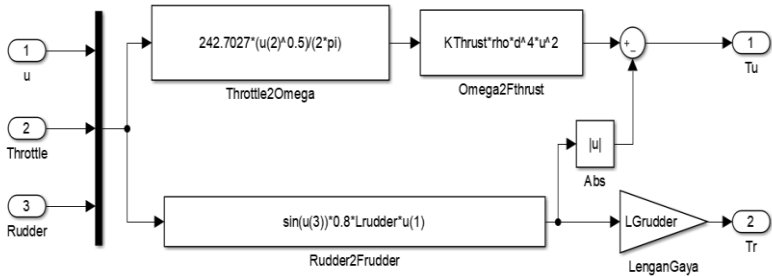 1
u
2
Throttle
3
Rudder
242.7027*(u(2)^0.5)/(2*pi)
Throttle2Omega
KThrust*rho*d^4*u^2
Omega2Fthrust
+
_
1
Tu
|u|
Abs
sin(u(3))*0.8*Lrudder*u(1)
Rudder2Frudder
LGrudder
LenganGaya
2
Tr